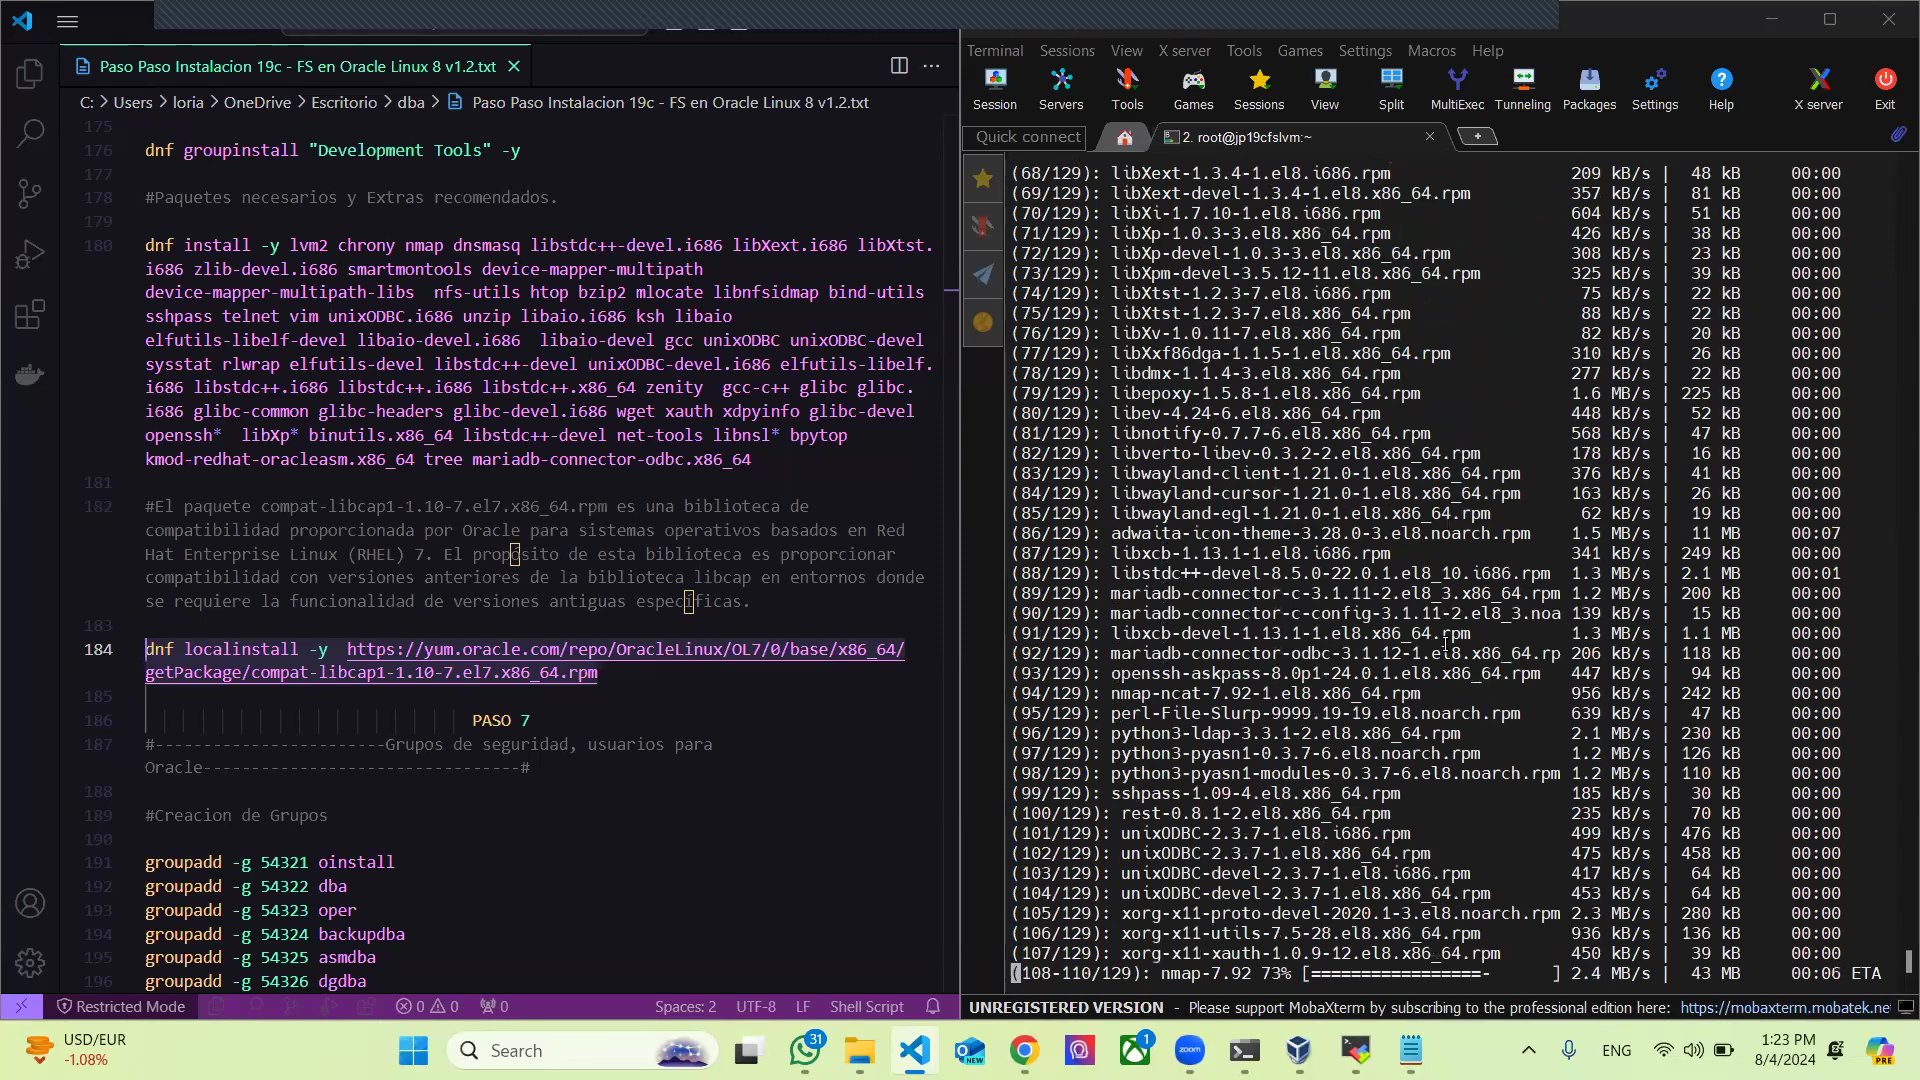 Paso Paso Instalacion 19c - FS en Oracle Linux 8 v1.2.txt
C: > Users > loria > OneDrive > Escritorio > dba > Paso Paso Instalacion 19c - FS en Oracle Linux 8 v1.2.txt
175
176 dnf groupinstall "Development Tools" -y
177
178 #Paquetes necesarios y Extras recomendados.
179
180 dnf install -y lvm2 chrony nmap dnsmasq libstdc++-devel.i686 libXext.i686 libXtst.
i686 zlib-devel.i686 smartmontools device-mapper-multipath
device-mapper-multipath-libs  nfs-utils htop bzip2 mlocate libnfsidmap bind-utils
sshpass telnet vim unixODBC.i686 unzip libaio.i686 ksh libaio
elfutils-libelf-devel libaio-devel.i686  libaio-devel gcc unixODBC unixODBC-devel
sysstat rlwrap elfutils-devel libstdc++-devel unixODBC-devel.i686 elfutils-libelf.
i686 libstdc++.i686 libstdc++.i686 libstdc++.x86_64 zenity  gcc-c++ glibc glibc.
i686 glibc-common glibc-headers glibc-devel.i686 wget xauth xdpyinfo glibc-devel
openssh*  libXp* binutils.x86_64 libstdc++-devel net-tools libnsl* bpytop
kmod-redhat-oracleasm.x86_64 tree mariadb-connector-odbc.x86_64
181
182 #El paquete compat-libcap1-1.10-7.el7.x86_64.rpm es una biblioteca de
compatibilidad proporcionada por Oracle para sistemas operativos basados en Red
Hat Enterprise Linux (RHEL) 7. El propósito de esta biblioteca es proporcionar
compatibilidad con versiones anteriores de la biblioteca libcap en entornos donde
se requiere la funcionalidad de versiones antiguas específicas.
183
184 dnf localinstall -y  https://yum.oracle.com/repo/OracleLinux/OL7/0/base/x86_64/
getPackage/compat-libcap1-1.10-7.el7.x86_64.rpm
185
186 PASO 7
187 #-------------------------Grupos de seguridad, usuarios para
Oracle---------------------------------#
188
189 #Creacion de Grupos
190
191 groupadd -g 54321 oinstall
192 groupadd -g 54322 dba
193 groupadd -g 54323 oper
194 groupadd -g 54324 backupdba
195 groupadd -g 54325 asmdba
196 groupadd -g 54326 dgdba
Restricted Mode 0 0 0 Spaces: 2 UTF-8 LF Shell Script
Terminal Sessions View X server Tools Games Settings Macros Help
Session Servers Tools Games Sessions View Split MultiExec Tunneling Packages Settings Help X server Exit
Quick connect 2. root@jp19cfslvm:~
(68/129): libXext-1.3.4-1.el8.i686.rpm 209 kB/s | 48 kB 00:00
(69/129): libXext-devel-1.3.4-1.el8.x86_64.rpm 357 kB/s | 81 kB 00:00
(70/129): libXi-1.7.10-1.el8.i686.rpm 604 kB/s | 51 kB 00:00
(71/129): libXp-1.0.3-3.el8.x86_64.rpm 426 kB/s | 38 kB 00:00
(72/129): libXp-devel-1.0.3-3.el8.x86_64.rpm 308 kB/s | 23 kB 00:00
(73/129): libXpm-devel-3.5.12-11.el8.x86_64.rpm 325 kB/s | 39 kB 00:00
(74/129): libXtst-1.2.3-7.el8.i686.rpm 75 kB/s | 22 kB 00:00
(75/129): libXtst-1.2.3-7.el8.x86_64.rpm 88 kB/s | 22 kB 00:00
(76/129): libXv-1.0.11-7.el8.x86_64.rpm 82 kB/s | 20 kB 00:00
(77/129): libXxf86dga-1.1.5-1.el8.x86_64.rpm 310 kB/s | 26 kB 00:00
(78/129): libdmx-1.1.4-3.el8.x86_64.rpm 277 kB/s | 22 kB 00:00
(79/129): libepoxy-1.5.8-1.el8.x86_64.rpm 1.6 MB/s | 225 kB 00:00
(80/129): libev-4.24-6.el8.x86_64.rpm 448 kB/s | 52 kB 00:00
(81/129): libnotify-0.7.7-6.el8.x86_64.rpm 568 kB/s | 47 kB 00:00
(82/129): libverto-libev-0.3.2-2.el8.x86_64.rpm 178 kB/s | 16 kB 00:00
(83/129): libwayland-client-1.21.0-1.el8.x86_64.rpm 376 kB/s | 41 kB 00:00
(84/129): libwayland-cursor-1.21.0-1.el8.x86_64.rpm 163 kB/s | 26 kB 00:00
(85/129): libwayland-egl-1.21.0-1.el8.x86_64.rpm 62 kB/s | 19 kB 00:00
(86/129): adwaita-icon-theme-3.28.0-3.el8.noarch.rpm 1.5 MB/s | 11 MB 00:07
(87/129): libxcb-1.13.1-1.el8.i686.rpm 341 kB/s | 249 kB 00:00
(88/129): libstdc++-devel-8.5.0-22.0.1.el8_10.i686.rpm 1.3 MB/s | 2.1 MB 00:01
(89/129): mariadb-connector-c-3.1.11-2.el8_3.x86_64.rpm 1.2 MB/s | 200 kB 00:00
(90/129): mariadb-connector-c-config-3.1.11-2.el8_3.noa 139 kB/s | 15 kB 00:00
(91/129): libxcb-devel-1.13.1-1.el8.x86_64.rpm 1.3 MB/s | 1.1 MB 00:00
(92/129): mariadb-connector-odbc-3.1.12-1.el8.x86_64.rp 206 kB/s | 118 kB 00:00
(93/129): openssh-askpass-8.0p1-24.0.1.el8.x86_64.rpm 447 kB/s | 94 kB 00:00
(94/129): nmap-ncat-7.92-1.el8.x86_64.rpm 956 kB/s | 242 kB 00:00
(95/129): perl-File-Slurp-9999.19-19.el8.noarch.rpm 639 kB/s | 47 kB 00:00
(96/129): python3-ldap-3.3.1-2.el8.x86_64.rpm 2.1 MB/s | 230 kB 00:00
(97/129): python3-pyasn1-0.3.7-6.el8.noarch.rpm 1.2 MB/s | 126 kB 00:00
(98/129): python3-pyasn1-modules-0.3.7-6.el8.noarch.rpm 1.2 MB/s | 110 kB 00:00
(99/129): sshpass-1.09-4.el8.x86_64.rpm 185 kB/s | 30 kB 00:00
(100/129): rest-0.8.1-2.el8.x86_64.rpm 235 kB/s | 70 kB 00:00
(101/129): unixODBC-2.3.7-1.el8.i686.rpm 499 kB/s | 476 kB 00:00
(102/129): unixODBC-2.3.7-1.el8.x86_64.rpm 475 kB/s | 458 kB 00:00
(103/129): unixODBC-devel-2.3.7-1.el8.i686.rpm 417 kB/s | 64 kB 00:00
(104/129): unixODBC-devel-2.3.7-1.el8.x86_64.rpm 453 kB/s | 64 kB 00:00
(105/129): xorg-x11-proto-devel-2020.1-3.el8.noarch.rpm 2.3 MB/s | 280 kB 00:00
(106/129): xorg-x11-utils-7.5-28.el8.x86_64.rpm 936 kB/s | 136 kB 00:00
(107/129): xorg-x11-xauth-1.0.9-12.el8.x86_64.rpm 450 kB/s | 39 kB 00:00
(108-110/129): nmap-7.92 73% [=================- ] 2.4 MB/s | 43 MB 00:06 ETA
UNREGISTERED VERSION - Please support MobaXterm by subscribing to the professional edition here: https://mobaxterm.mobatek.ne
USD/EUR
-1.08%
Search
31
NEW
1
zoom
ENG
1:23 PM
8/4/2024
PRE